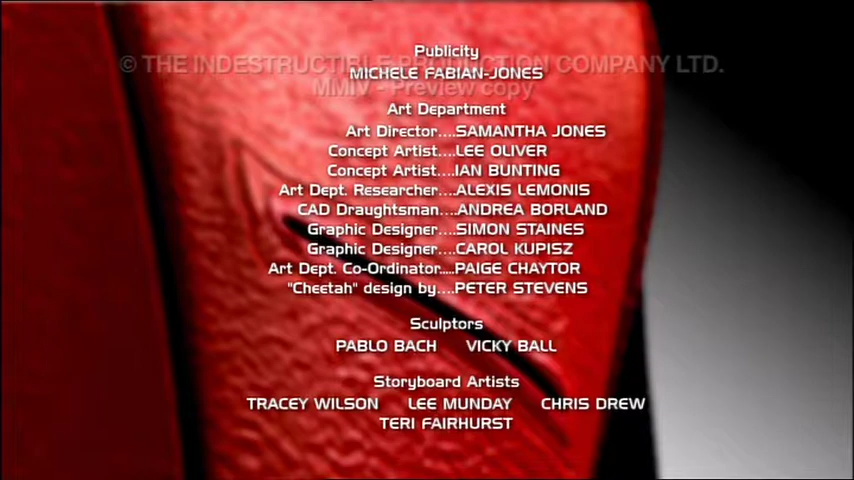 Publicity
© THE INDESTRUCTIBLE PRODUCTION COMPANY LTD.
MICHELE FABIAN-JONES
MMIV - Preview copy
Art Department
Art Director....SAMANTHA JONES
Concept Artist....LEE OLIVER
Concept Artist....IAN BUNTING
Art Dept. Researcher....ALEXIS LEMONIS
CAD Draughtsman....ANDREA BORLAND
Graphic Designer....SIMON STAINES
Graphic Designer....CAROL KUPISZ
Art Dept. Co-Ordinator.....PAIGE CHAYTOR
"Cheetah" design by....PETER STEVENS
Sculptors
PABLO BACH VICKY BALL
Storyboard Artists
TRACEY WILSON LEE MUNDAY CHRIS DREW
TERI FAIRHURST